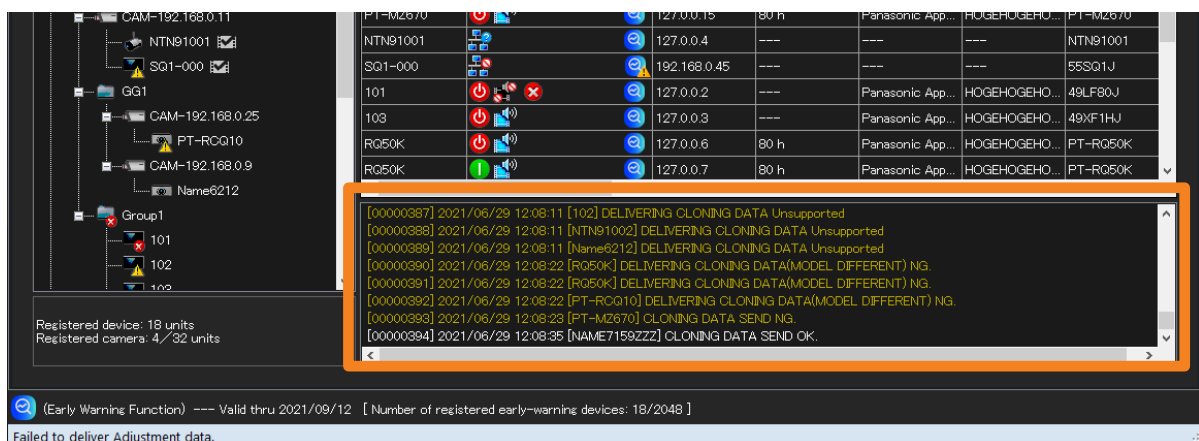 CAM-192.168.0.11
NTN91001
SQ1-000
GG1
CAM-192.168.0.25
PT-RCQ10
CAM-192.168.0.9
Name6212
Group1
101
102
103
Registered device: 18 units
Registered camera: 4/32 units
PT-MZ670 127.0.0.15 80 h Panasonic App... HOGEHOGEHO... PT-MZ670
NTN91001 127.0.0.4 --- --- --- NTN91001
SQ1-000 192.168.0.45 --- --- --- 55SQ1J
101 127.0.0.2 --- Panasonic App... HOGEHOGEHO... 49LF80J
103 127.0.0.3 --- Panasonic App... HOGEHOGEHO... 49XF1HJ
RQ50K 127.0.0.6 80 h Panasonic App... HOGEHOGEHO... PT-RQ50K
RQ50K 127.0.0.7 80 h Panasonic App... HOGEHOGEHO... PT-RQ50K
[00000387] 2021/06/29 12:08:11 [102] DELIVERING CLONING DATA Unsupported
[00000388] 2021/06/29 12:08:11 [NTN91002] DELIVERING CLONING DATA Unsupported
[00000389] 2021/06/29 12:08:11 [Name6212] DELIVERING CLONING DATA Unsupported
[00000390] 2021/06/29 12:08:22 [RQ50K] DELIVERING CLONING DATA(MODEL DIFFERENT) NG.
[00000391] 2021/06/29 12:08:22 [RQ50K] DELIVERING CLONING DATA(MODEL DIFFERENT) NG.
[00000392] 2021/06/29 12:08:22 [PT-RCQ10] DELIVERING CLONING DATA(MODEL DIFFERENT) NG.
[00000393] 2021/06/29 12:08:23 [PT-MZ670] CLONING DATA SEND NG.
[00000394] 2021/06/29 12:08:35 [NAME7159ZZZ] CLONING DATA SEND OK.
(Early Warning Function) --- Valid thru 2021/09/12 [ Number of registered early-warning devices: 18/2048 ]
Failed to deliver Adjustment data.